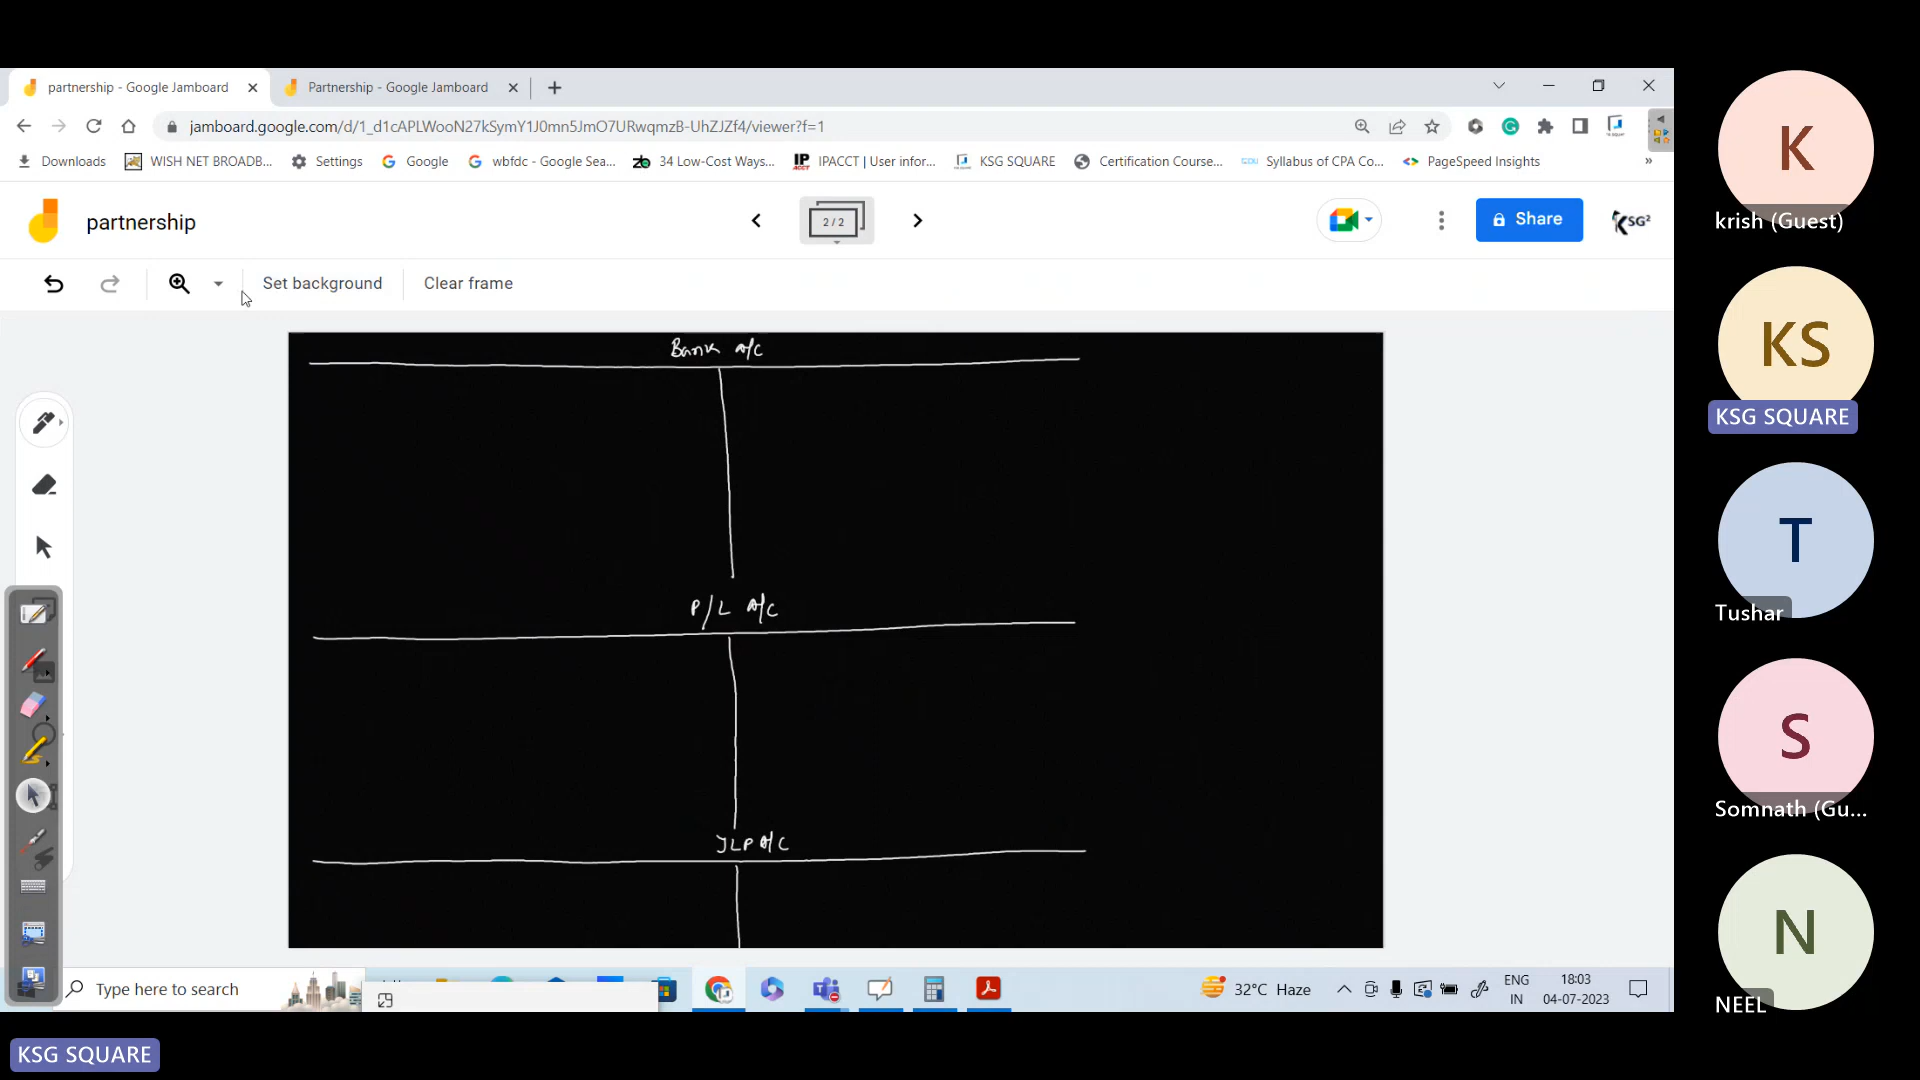 partnership - Google Jamboard
Partnership - Google Jamboard
jamboard.google.com/d/1_d1cAPLWooN27kSymY1J0mn5JmO7URwqmzB-UhZJZf4/viewer?f=1
Downloads
WISH NET BROADB...
Settings
Google
wbfdc - Google Sea...
34 Low-Cost Ways...
IPACCT | User infor...
KSG SQUARE
Certification Course...
Syllabus of CPA Co...
PageSpeed Insights
»
partnership
2 / 2
Share
KSG²
Set background
Clear frame
Bank A/C
P/L A/C
JLP A/C
Type here to search
32°C Haze
ENG
IN
18:03
04-07-2023
K
krish (Guest)
KS
KSG SQUARE
T
Tushar
S
Somnath (Gu...
N
NEEL
KSG SQUARE